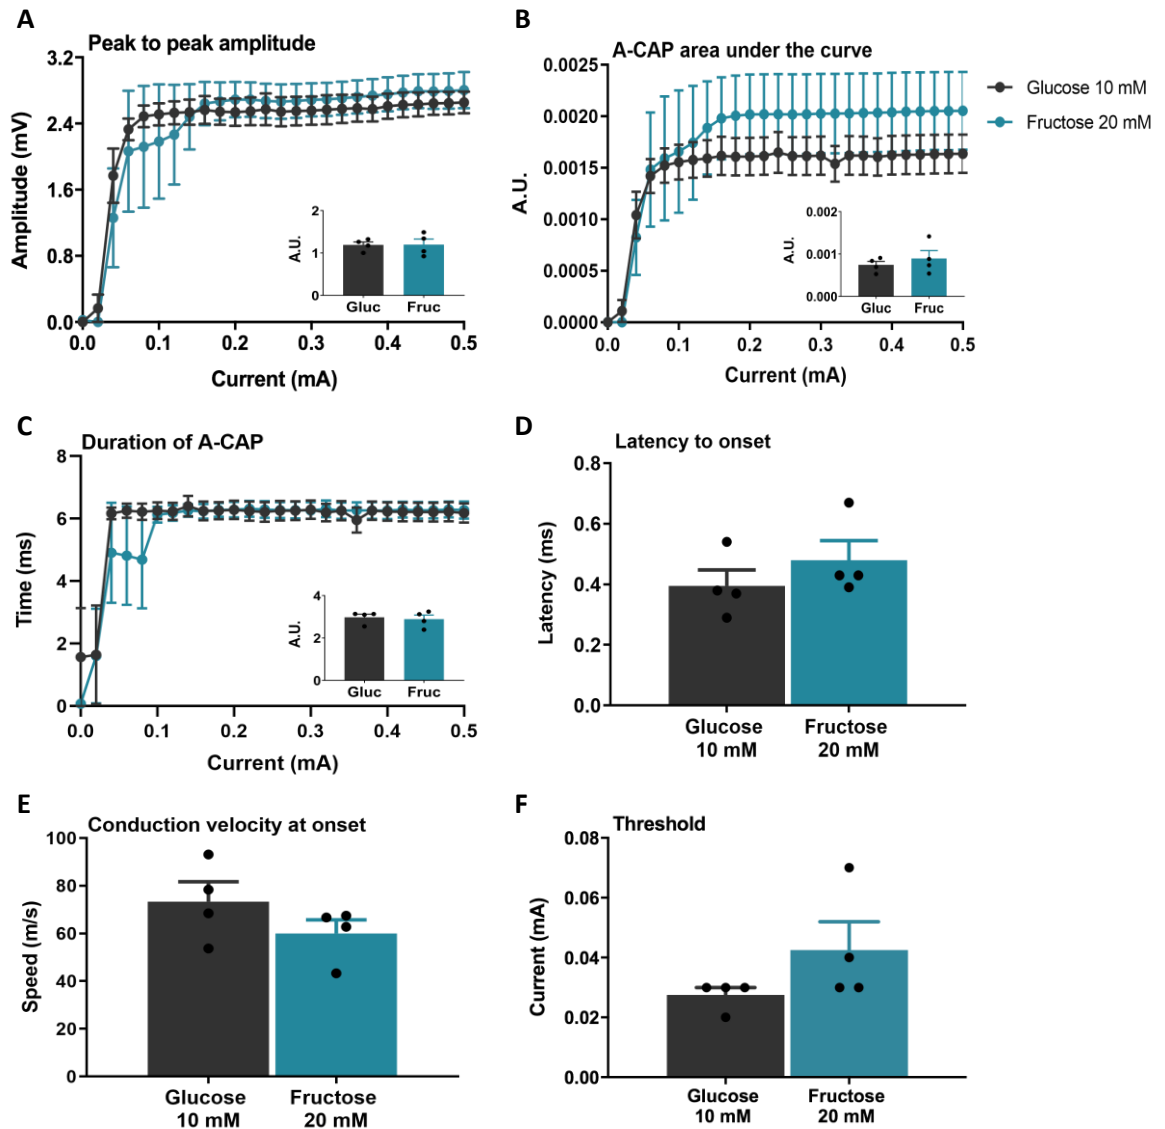 A
Peak to peak amplitude
3.2
2.4
1.6
0.8
0.0
Amplitude (mV)
0.0 0.1 0.2 0.3 0.4 0.5
Current (mA)
2
1
0
A.U.
Gluc Fruc
B
A-CAP area under the curve
0.0025
0.0020
0.0015
0.0010
0.0005
0.0000
A.U.
0.0 0.1 0.2 0.3 0.4 0.5
Current (mA)
0.002
0.001
0.000
A.U.
Gluc Fruc
Glucose 10 mM
Fructose 20 mM
C
Duration of A-CAP
8
6
4
2
0
Time (ms)
0.0 0.1 0.2 0.3 0.4 0.5
Current (mA)
4
2
0
A.U.
Gluc Fruc
D
Latency to onset
0.8
0.6
0.4
0.2
0.0
Latency (ms)
Glucose Fructose
10 mM 20 mM
E
Conduction velocity at onset
100
80
60
40
20
0
Speed (m/s)
Glucose Fructose
10 mM 20 mM
F
Threshold
0.08
0.06
0.04
0.02
0.00
Current (mA)
Glucose Fructose
10 mM 20 mM